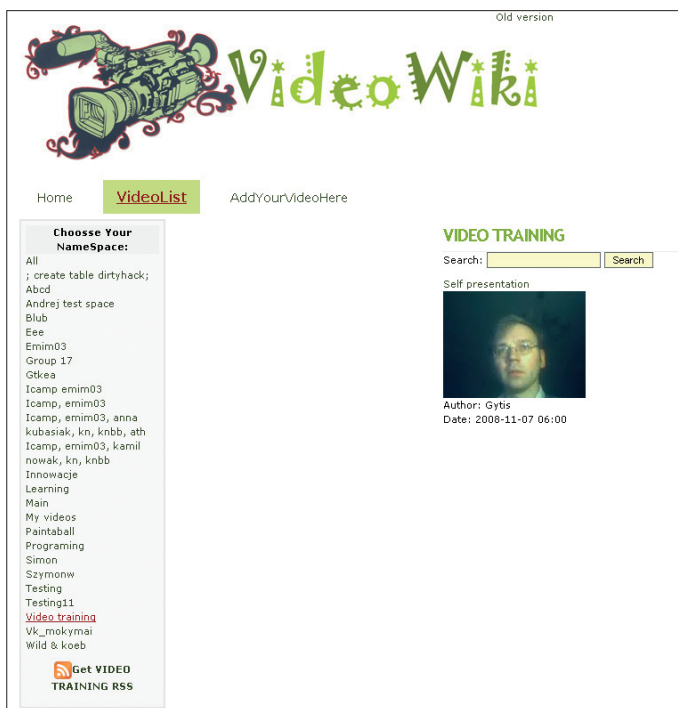 Old version
VideoWiki
Home VideoList AddYourVideoHere
Choosse Your
NameSpace:
All
; create table dirtyhack;
Abcd
Andrej test space
Blub
Eee
Emim03
Group 17
Gtkea
Icamp emim03
Icamp, emim03
Icamp, emim03, anna
kubasiak, kn, knbb, ath
Icamp, emim03, kamil
nowak, kn, knbb
Innowacje
Learning
Main
My videos
Paintaball
Programing
Simon
Szymonw
Testing
Testing11
Video training
Vk_mokymai
Wild & koeb
Get VIDEO
TRAINING RSS
VIDEO TRAINING
Search: Search
Self presentation
Author: Gytis
Date: 2008-11-07 06:00